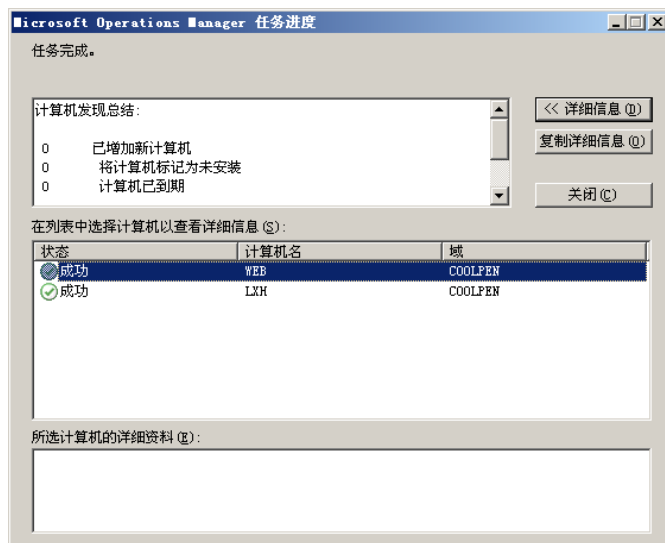 Microsoft Operations Manager 任务进度
任务完成。
计算机发现总结:
0 已增加新计算机
0 将计算机标记为未安装
0 计算机已到期
<< 详细信息(D)
复制详细信息(O)
关闭(C)
在列表中选择计算机以查看详细信息(S):
状态 计算机名 域
成功 WEB COOLPEN
成功 LXH COOLPEN
所选计算机的详细资料(E):